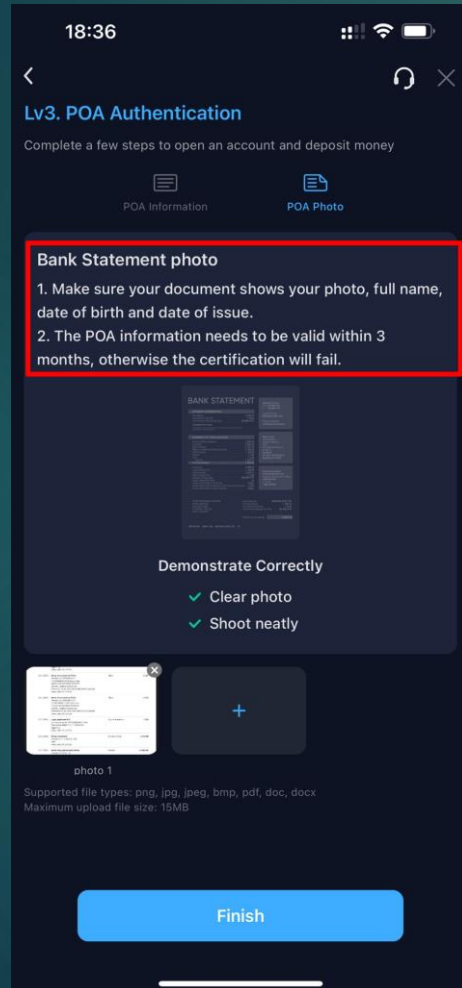 18:36
Lv3. POA Authentication
Complete a few steps to open an account and deposit money
POA Information
POA Photo
Bank Statement photo
1. Make sure your document shows your photo, full name,
date of birth and date of issue.
2. The POA information needs to be valid within 3
months, otherwise the certification will fail.
BANK STATEMENT
Demonstrate Correctly
Clear photo
Shoot neatly
photo 1
Supported file types: png, jpg, jpeg, bmp, pdf, doc, docx
Maximum upload file size: 15MB
Finish